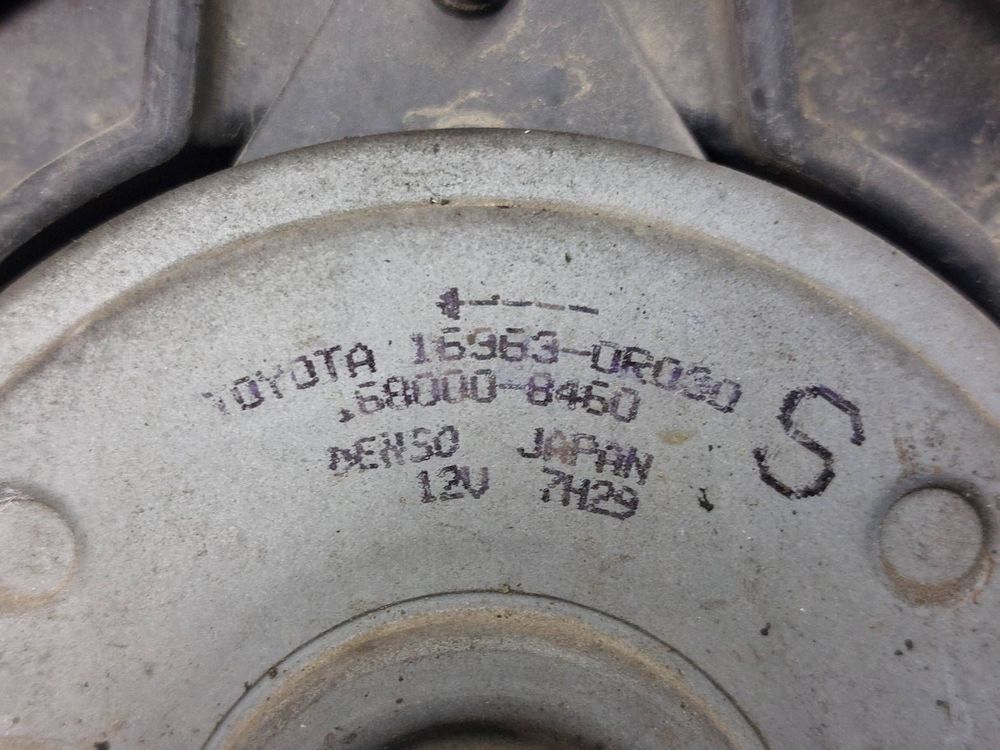 TOYOTA 16363-0R030
168000-8460
DENSO JAPAN
12V 7H29
S